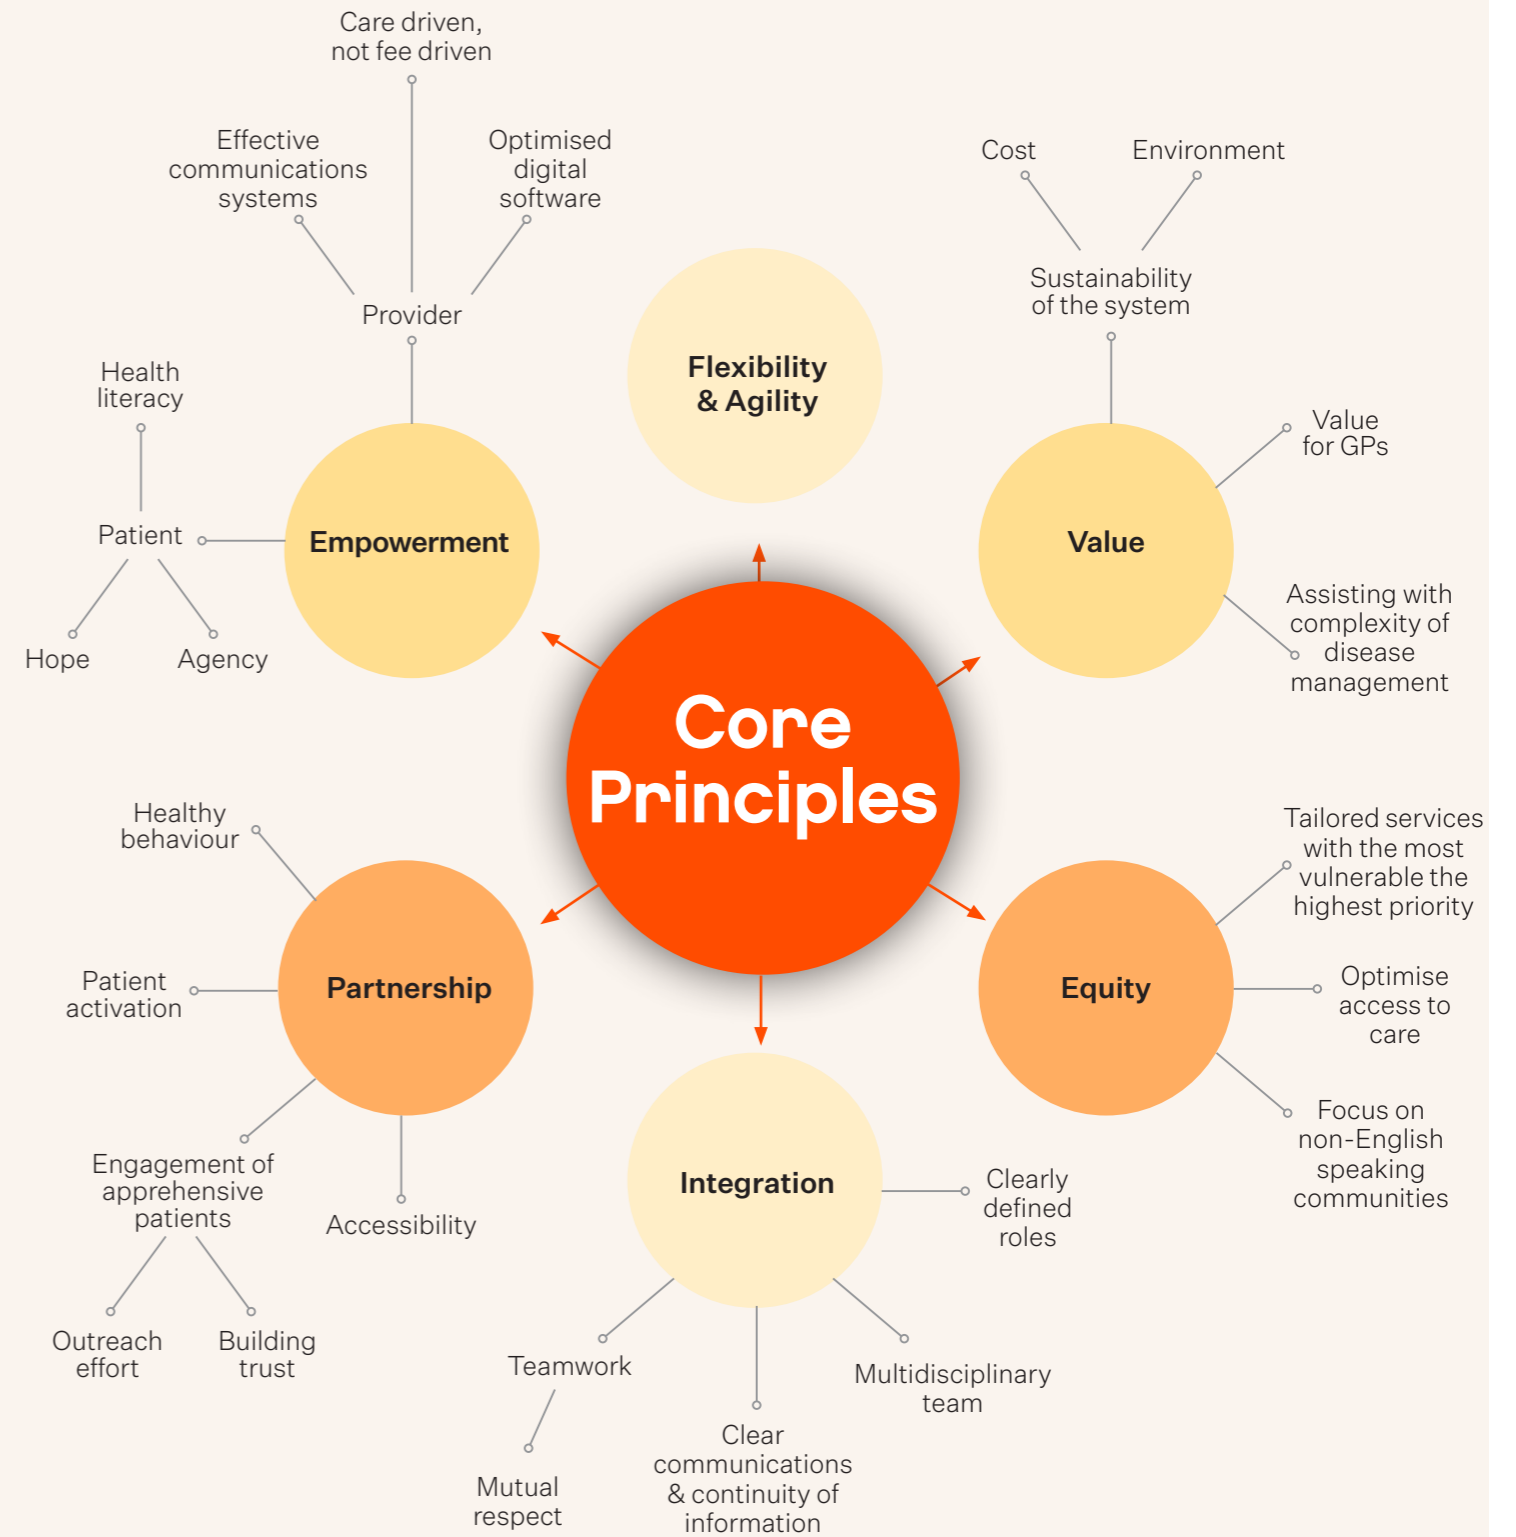 Care driven,
not fee driven
Effective
communications
systems
Optimised
digital
software
Provider
Health
literacy
Patient
Hope
Agency
Empowerment
Flexibility
& Agility
Cost
Environment
Sustainability
of the system
Value
for GPs
Value
Assisting with
complexity of
disease
management
Core
Principles
Healthy
behaviour
Patient
activation
Partnership
Engagement of
apprehensive
patients
Accessibility
Outreach
effort
Building
trust
Tailored services
with the most
vulnerable the
highest priority
Equity
Optimise
access to
care
Focus on
non-English
speaking
communities
Integration
Clearly
defined
roles
Teamwork
Mutual
respect
Clear
communications
& continuity of
information
Multidisciplinary
team